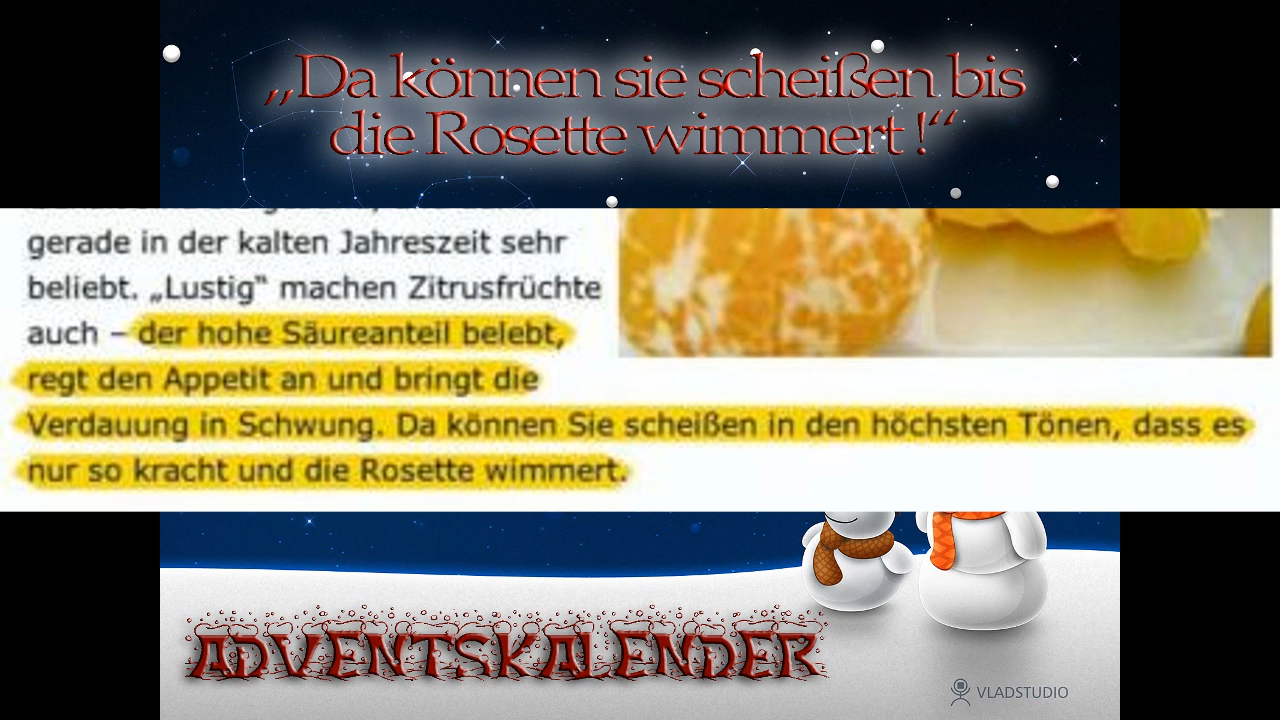 „Da können sie scheißen bis
die Rosette wimmert !“
gerade in der kalten Jahreszeit sehr
beliebt. „Lustig“ machen Zitrusfrüchte
auch – der hohe Säureanteil belebt,
regt den Appetit an und bringt die
Verdauung in Schwung. Da können Sie scheißen in den höchsten Tönen, dass es
nur so kracht und die Rosette wimmert.
ADVENTSKALENDER
VLADSTUDIO